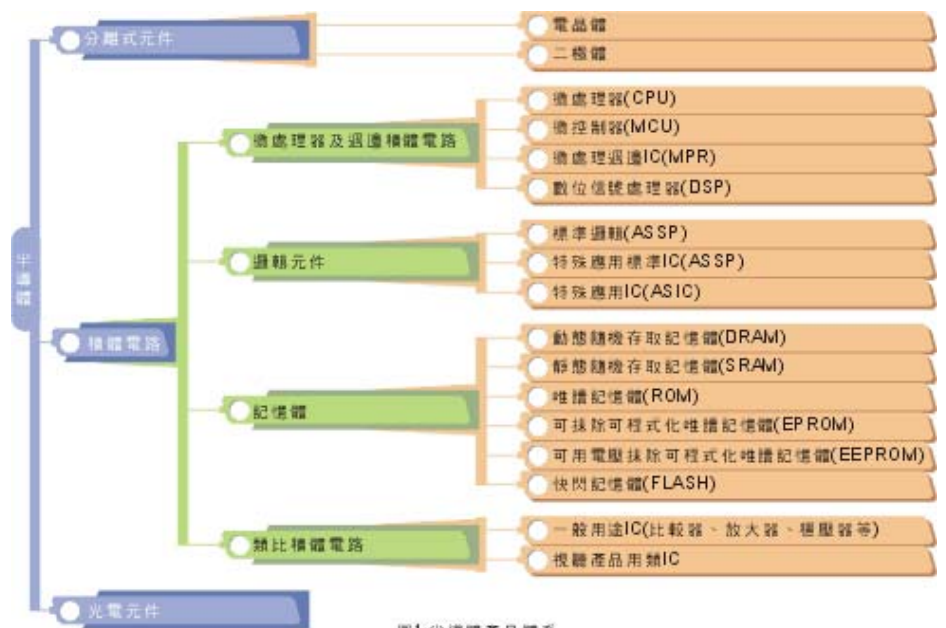 半導體
分離式元件
電晶體
二極體
積體電路
微處理器及週邊積體電路
微處理器(CPU)
微控制器(MCU)
微處理週邊IC(MPR)
數位信號處理器(DSP)
邏輯元件
標準邏輯(ASSP)
特殊應用標準IC(ASSP)
特殊應用IC(ASIC)
記憶體
動態隨機存取記憶體(DRAM)
靜態隨機存取記憶體(SRAM)
唯讀記憶體(ROM)
可抹除可程式化唯讀記憶體(EPROM)
可用電壓抹除可程式化唯讀記憶體(EEPROM)
快閃記憶體(FLASH)
類比積體電路
一般用途IC(比較器、放大器、穩壓器等)
視聽產品用類IC
光電元件